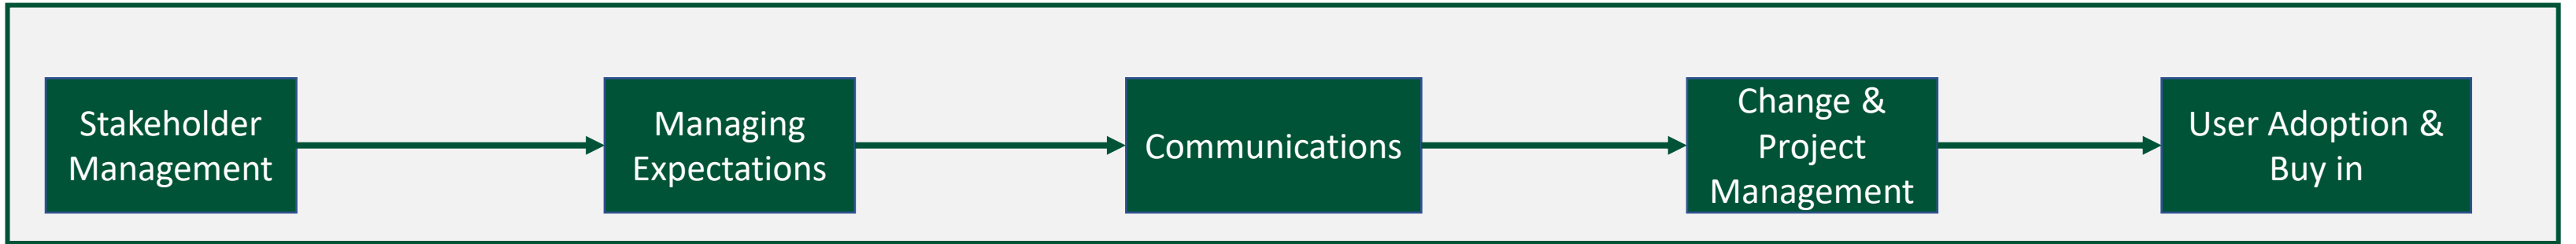 Stakeholder
Management
Managing
Expectations
Communications
Change &
Project
Management
User Adoption &
Buy in